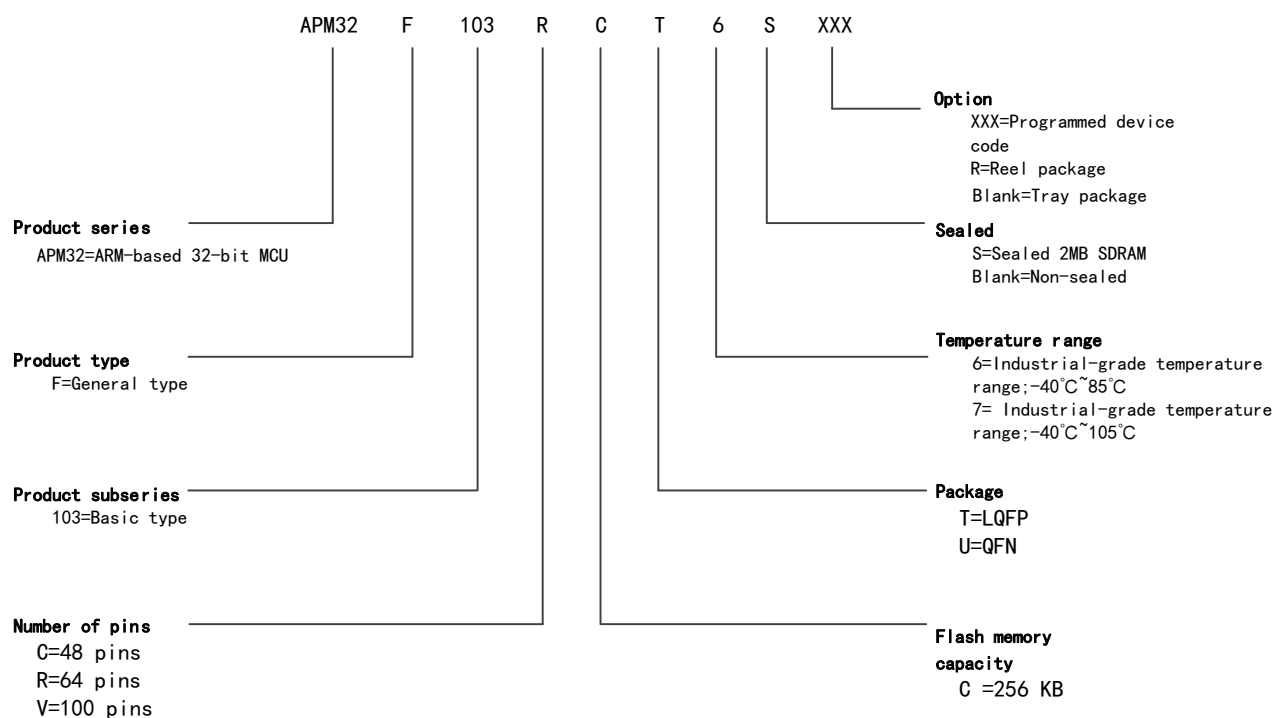 APM32 F 103 R C T 6 S XXX
Option
XXX=Programmed device
code
R=Reel package
Blank=Tray package
Product series
APM32=ARM-based 32-bit MCU
Sealed
S=Sealed 2MB SDRAM
Blank=Non-sealed
Product type
F=General type
Temperature range
6=Industrial-grade temperature
range;-40℃~85℃
7= Industrial-grade temperature
range;-40℃~105℃
Product subseries
103=Basic type
Package
T=LQFP
U=QFN
Number of pins
C=48 pins
R=64 pins
V=100 pins
Flash memory
capacity
C =256 KB